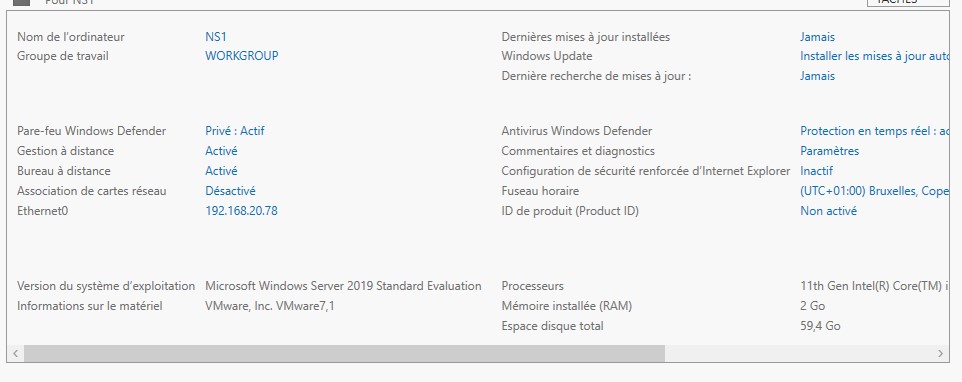 Pour NS1
TÂCHES
Nom de l'ordinateur NS1 Dernières mises à jour installées Jamais
Groupe de travail WORKGROUP Windows Update Installer les mises à jour auto
Dernière recherche de mises à jour : Jamais
Pare-feu Windows Defender Privé : Actif Antivirus Windows Defender Protection en temps réel : ac
Gestion à distance Activé Commentaires et diagnostics Paramètres
Bureau à distance Activé Configuration de sécurité renforcée d'Internet Explorer Inactif
Association de cartes réseau Désactivé Fuseau horaire (UTC+01:00) Bruxelles, Cope
Ethernet0 192.168.20.78 ID de produit (Product ID) Non activé
Version du système d'exploitation Microsoft Windows Server 2019 Standard Evaluation Processeurs 11th Gen Intel(R) Core(TM) i
Informations sur le matériel VMware, Inc. VMware7,1 Mémoire installée (RAM) 2 Go
Espace disque total 59,4 Go